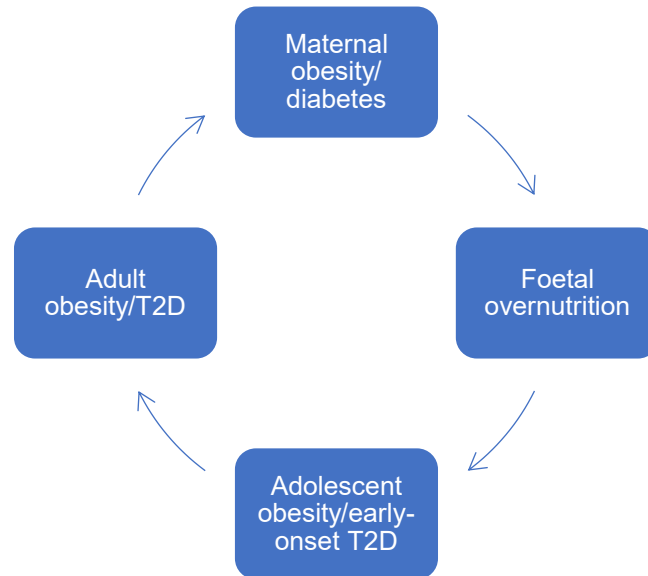 Maternal
obesity/
diabetes
Foetal
overnutrition
Adolescent
obesity/early-
onset T2D
Adult
obesity/T2D